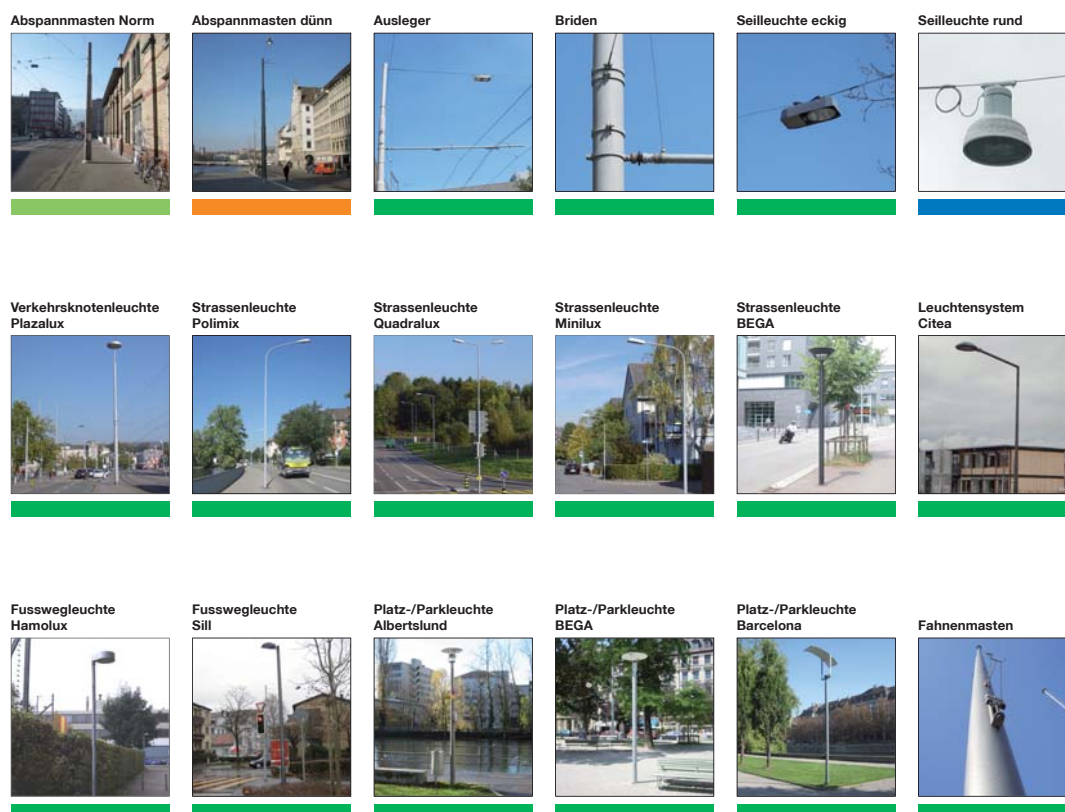 Abspannmasten Norm
Abspannmasten dünn
Ausleger
Briden
Seilleuchte eckig
Seilleuchte rund
Verkehrsknotenleuchte
Plazalux
Strassenleuchte
Polimix
Strassenleuchte
Quadralux
Strassenleuchte
Minilux
Strassenleuchte
BEGA
Leuchtensystem
Citea
Fusswegleuchte
Hamolux
Fusswegleuchte
Sill
Platz-/Parkleuchte
Albertslund
Platz-/Parkleuchte
BEGA
Platz-/Parkleuchte
Barcelona
Fahnenmasten